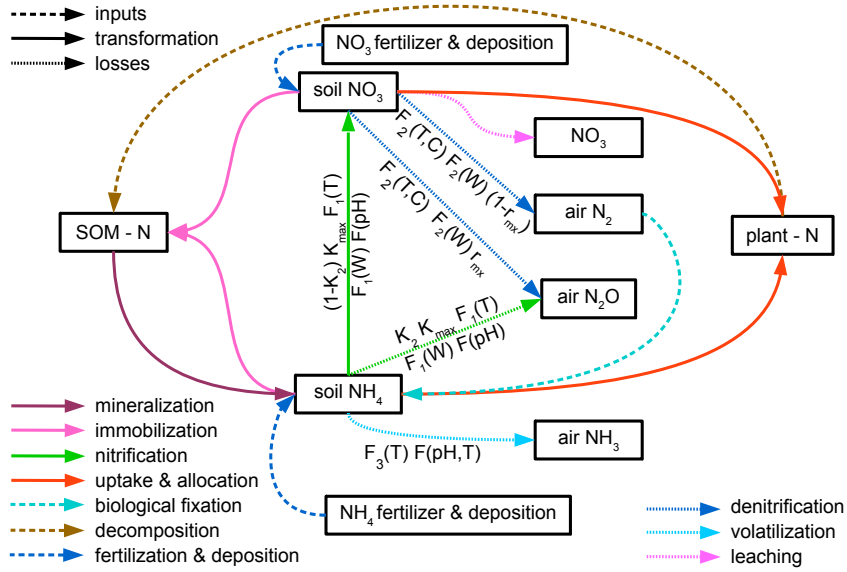 inputs
transformation
losses
NO₃ fertilizer & deposition
soil NO₃
NO₃
F₂(T,C) F₂(W) (1-rₘₓ)
F₂(T,C) F₂(W) rₘₓ
air N₂
SOM - N
plant - N
(1-K₂) Kₘₐₓ F₁(T)
F₁(W) F(pH)
air N₂O
K₂ Kₘₐₓ F₁(T)
F₁(W) F(pH)
soil NH₄
air NH₃
F₃(T) F(pH,T)
NH₄ fertilizer & deposition
mineralization
immobilization
nitrification
uptake & allocation
biological fixation
decomposition
fertilization & deposition
denitrification
volatilization
leaching